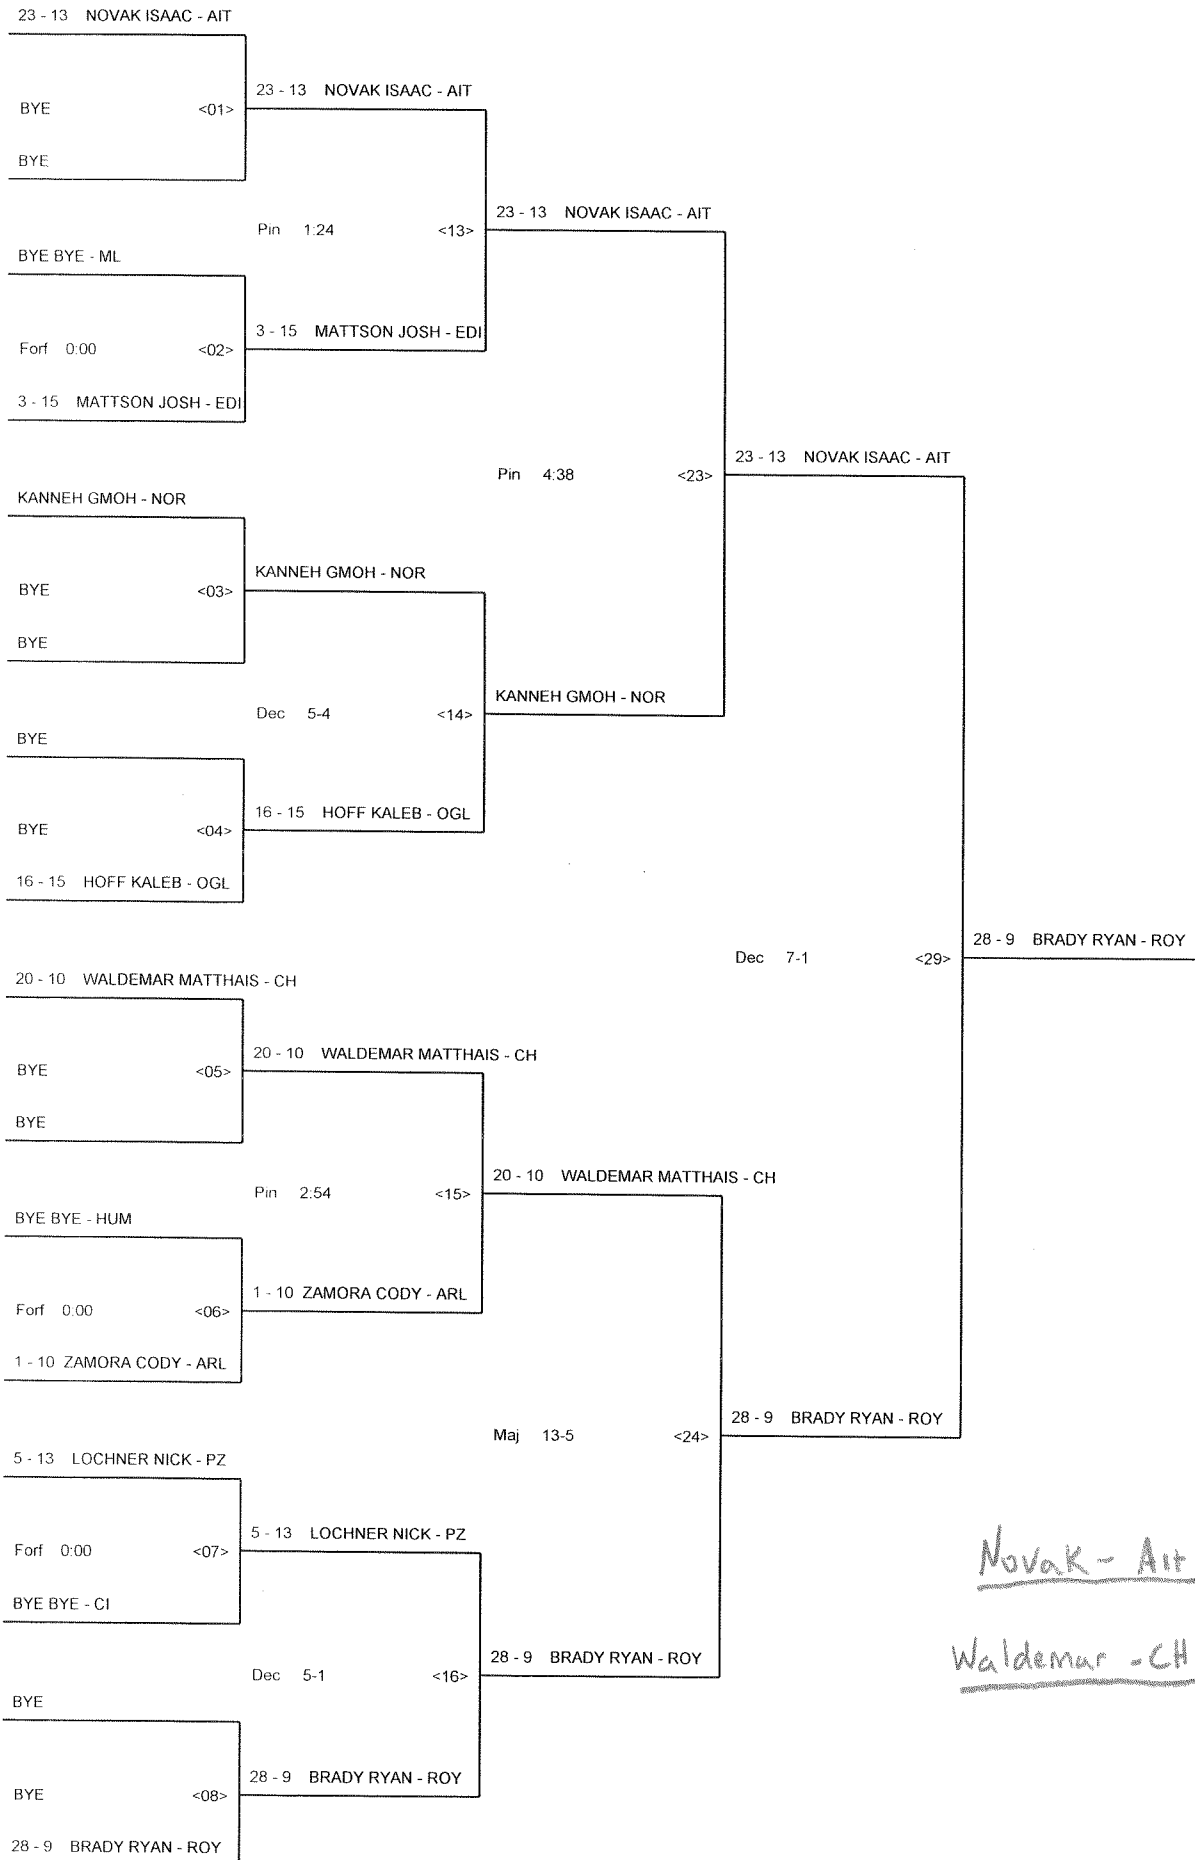 23 - 13 NOVAK ISAAC - AIT
23 - 13 NOVAK ISAAC - AIT
BYE <01>
BYE
23 - 13 NOVAK ISAAC - AIT
Pin 1:24 <13>
BYE BYE - ML
3 - 15 MATTSON JOSH - EDI
Forf 0:00 <02>
3 - 15 MATTSON JOSH - EDI
23 - 13 NOVAK ISAAC - AIT
Pin 4:38 <23>
KANNEH GMOH - NOR
KANNEH GMOH - NOR
BYE <03>
BYE
KANNEH GMOH - NOR
Dec 5-4 <14>
BYE
16 - 15 HOFF KALEB - OGL
BYE <04>
16 - 15 HOFF KALEB - OGL
28 - 9 BRADY RYAN - ROY
Dec 7-1 <29>
20 - 10 WALDEMAR MATTHAIS - CH
20 - 10 WALDEMAR MATTHAIS - CH
BYE <05>
BYE
20 - 10 WALDEMAR MATTHAIS - CH
Pin 2:54 <15>
BYE BYE - HUM
1 - 10 ZAMORA CODY - ARL
Forf 0:00 <06>
1 - 10 ZAMORA CODY - ARL
28 - 9 BRADY RYAN - ROY
Maj 13-5 <24>
5 - 13 LOCHNER NICK - PZ
5 - 13 LOCHNER NICK - PZ
Forf 0:00 <07>
BYE BYE - CI
28 - 9 BRADY RYAN - ROY
Dec 5-1 <16>
BYE
28 - 9 BRADY RYAN - ROY
BYE <08>
28 - 9 BRADY RYAN - ROY
Novak - Ait
Waldemar - CH